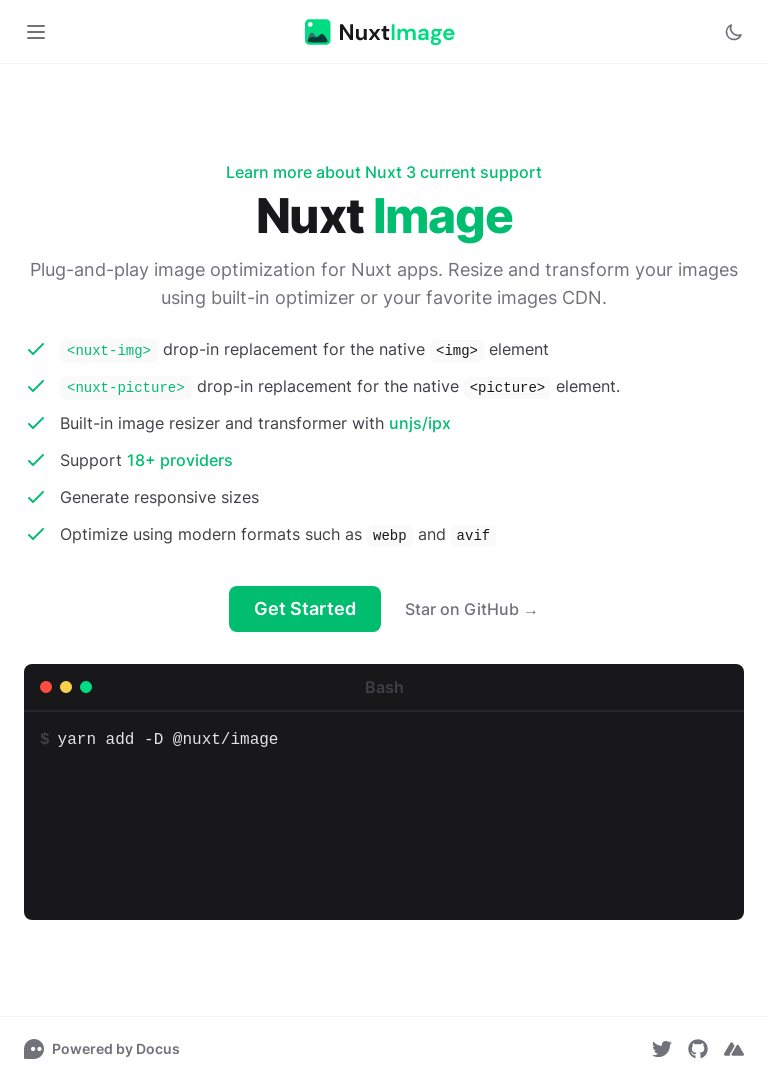 NuxtImage
Learn more about Nuxt 3 current support
Nuxt Image
Plug-and-play image optimization for Nuxt apps. Resize and transform your images
using built-in optimizer or your favorite images CDN.
<nuxt-img> drop-in replacement for the native <img> element
<nuxt-picture> drop-in replacement for the native <picture> element.
Built-in image resizer and transformer with unjs/ipx
Support 18+ providers
Generate responsive sizes
Optimize using modern formats such as webp and avif
Get Started
Star on GitHub →
Bash
$ yarn add -D @nuxt/image
Powered by Docus